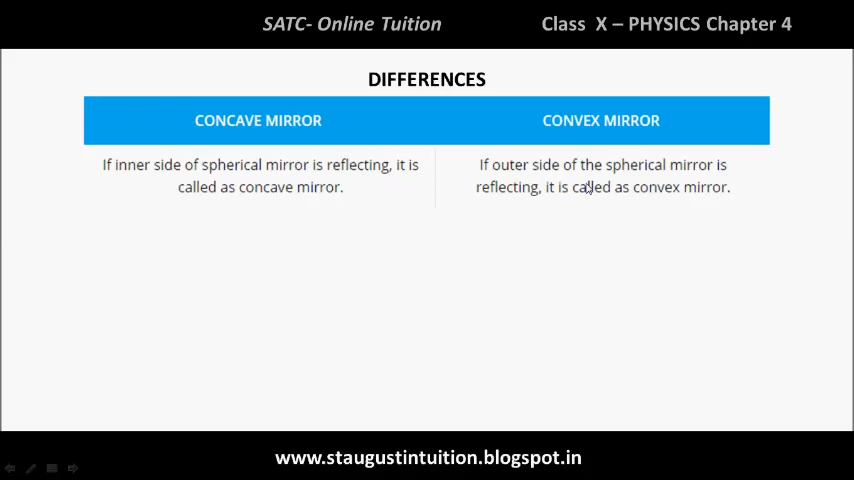 SATC- Online Tuition
Class X – PHYSICS Chapter 4
DIFFERENCES
CONCAVE MIRROR
CONVEX MIRROR
If inner side of spherical mirror is reflecting, it is
called as concave mirror.
If outer side of the spherical mirror is
reflecting, it is called as convex mirror.
www.staugustintuition.blogspot.in